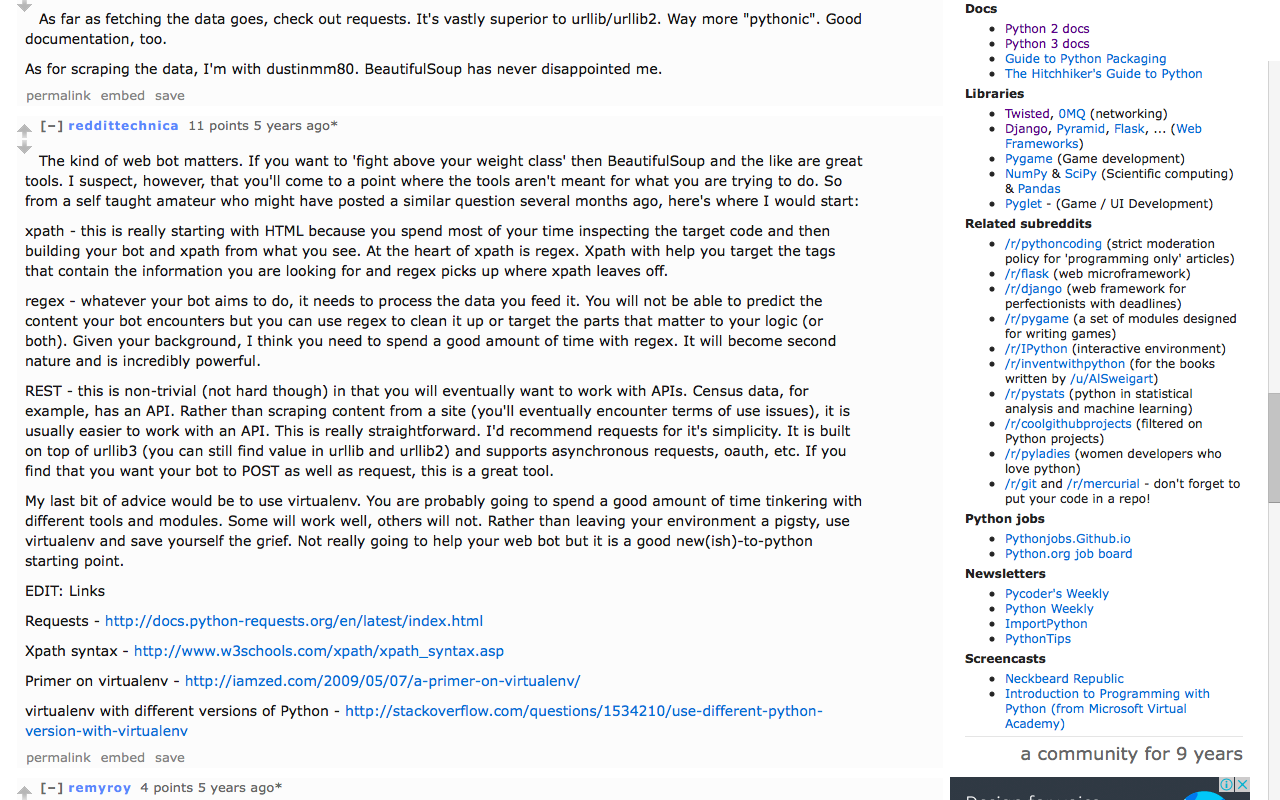 As far as fetching the data goes, check out requests. It's vastly superior to urllib/urllib2. Way more "pythonic". Good
documentation, too.
As for scraping the data, I'm with dustinmm80. BeautifulSoup has never disappointed me.
permalink embed save
[–] reddittechnica 11 points 5 years ago*
The kind of web bot matters. If you want to 'fight above your weight class' then BeautifulSoup and the like are great
tools. I suspect, however, that you'll come to a point where the tools aren't meant for what you are trying to do. So
from a self taught amateur who might have posted a similar question several months ago, here's where I would start:
xpath - this is really starting with HTML because you spend most of your time inspecting the target code and then
building your bot and xpath from what you see. At the heart of xpath is regex. Xpath with help you target the tags
that contain the information you are looking for and regex picks up where xpath leaves off.
regex - whatever your bot aims to do, it needs to process the data you feed it. You will not be able to predict the
content your bot encounters but you can use regex to clean it up or target the parts that matter to your logic (or
both). Given your background, I think you need to spend a good amount of time with regex. It will become second
nature and is incredibly powerful.
REST - this is non-trivial (not hard though) in that you will eventually want to work with APIs. Census data, for
example, has an API. Rather than scraping content from a site (you'll eventually encounter terms of use issues), it is
usually easier to work with an API. This is really straightforward. I'd recommend requests for it's simplicity. It is built
on top of urllib3 (you can still find value in urllib and urllib2) and supports asynchronous requests, oauth, etc. If you
find that you want your bot to POST as well as request, this is a great tool.
My last bit of advice would be to use virtualenv. You are probably going to spend a good amount of time tinkering with
different tools and modules. Some will work well, others will not. Rather than leaving your environment a pigsty, use
virtualenv and save yourself the grief. Not really going to help your web bot but it is a good new(ish)-to-python
starting point.
EDIT: Links
Requests - http://docs.python-requests.org/en/latest/index.html
Xpath syntax - http://www.w3schools.com/xpath/xpath_syntax.asp
Primer on virtualenv - http://iamzed.com/2009/05/07/a-primer-on-virtualenv/
virtualenv with different versions of Python - http://stackoverflow.com/questions/1534210/use-different-python-
version-with-virtualenv
permalink embed save
[–] remyroy 4 points 5 years ago*
Docs
Python 2 docs
Python 3 docs
Guide to Python Packaging
The Hitchhiker's Guide to Python
Libraries
Twisted, 0MQ (networking)
Django, Pyramid, Flask, ... (Web
Frameworks)
Pygame (Game development)
NumPy & SciPy (Scientific computing)
& Pandas
Pyglet - (Game / UI Development)
Related subreddits
/r/pythoncoding (strict moderation
policy for 'programming only' articles)
/r/flask (web microframework)
/r/django (web framework for
perfectionists with deadlines)
/r/pygame (a set of modules designed
for writing games)
/r/IPython (interactive environment)
/r/inventwithpython (for the books
written by /u/AlSweigart)
/r/pystats (python in statistical
analysis and machine learning)
/r/coolgithubprojects (filtered on
Python projects)
/r/pyladies (women developers who
love python)
/r/git and /r/mercurial - don't forget to
put your code in a repo!
Python jobs
Pythonjobs.Github.io
Python.org job board
Newsletters
Pycoder's Weekly
Python Weekly
ImportPython
PythonTips
Screencasts
Neckbeard Republic
Introduction to Programming with
Python (from Microsoft Virtual
Academy)
a community for 9 years